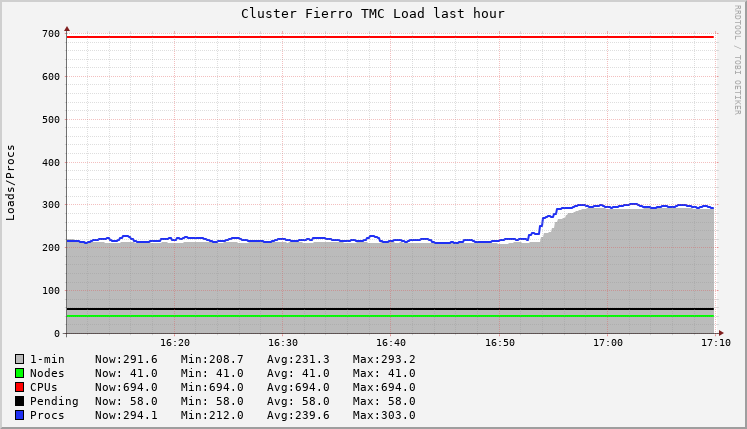 Cluster Fierro TMC Load last hour
RRDTOOL / TOBI OETIKER
Loads/Procs
700
600
500
400
300
200
100
0
16:20 16:30 16:40 16:50 17:00 17:10
1-min Now:291.6 Min:208.7 Avg:231.3 Max:293.2
Nodes Now: 41.0 Min: 41.0 Avg: 41.0 Max: 41.0
CPUs Now:694.0 Min:694.0 Avg:694.0 Max:694.0
Pending Now: 58.0 Min: 58.0 Avg: 58.0 Max: 58.0
Procs Now:294.1 Min:212.0 Avg:239.6 Max:303.0